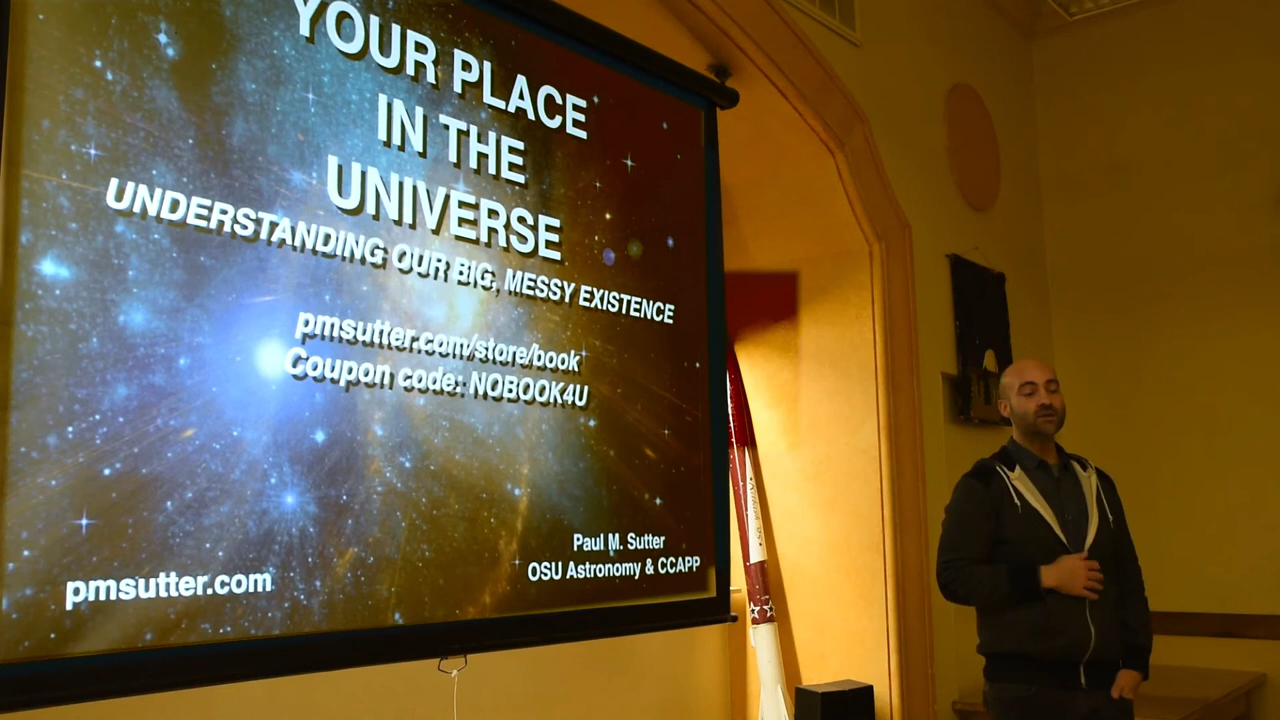 YOUR PLACE
IN THE
UNIVERSE
UNDERSTANDING OUR BIG, MESSY EXISTENCE
pmsutter.com/store/book
Coupon code: NOBOOK4U
Paul M. Sutter
OSU Astronomy & CCAPP
pmsutter.com